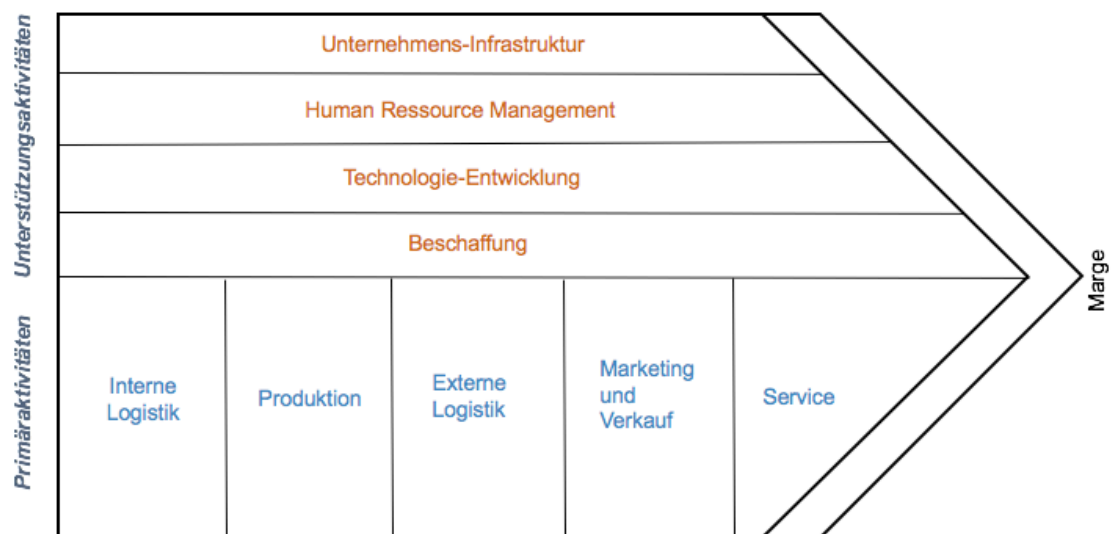 Unterstützungsaktivitäten
Unternehmens-Infrastruktur
Human Ressource Management
Technologie-Entwicklung
Beschaffung
Marge
Primäraktivitäten
Interne
Logistik
Produktion
Externe
Logistik
Marketing
und
Verkauf
Service